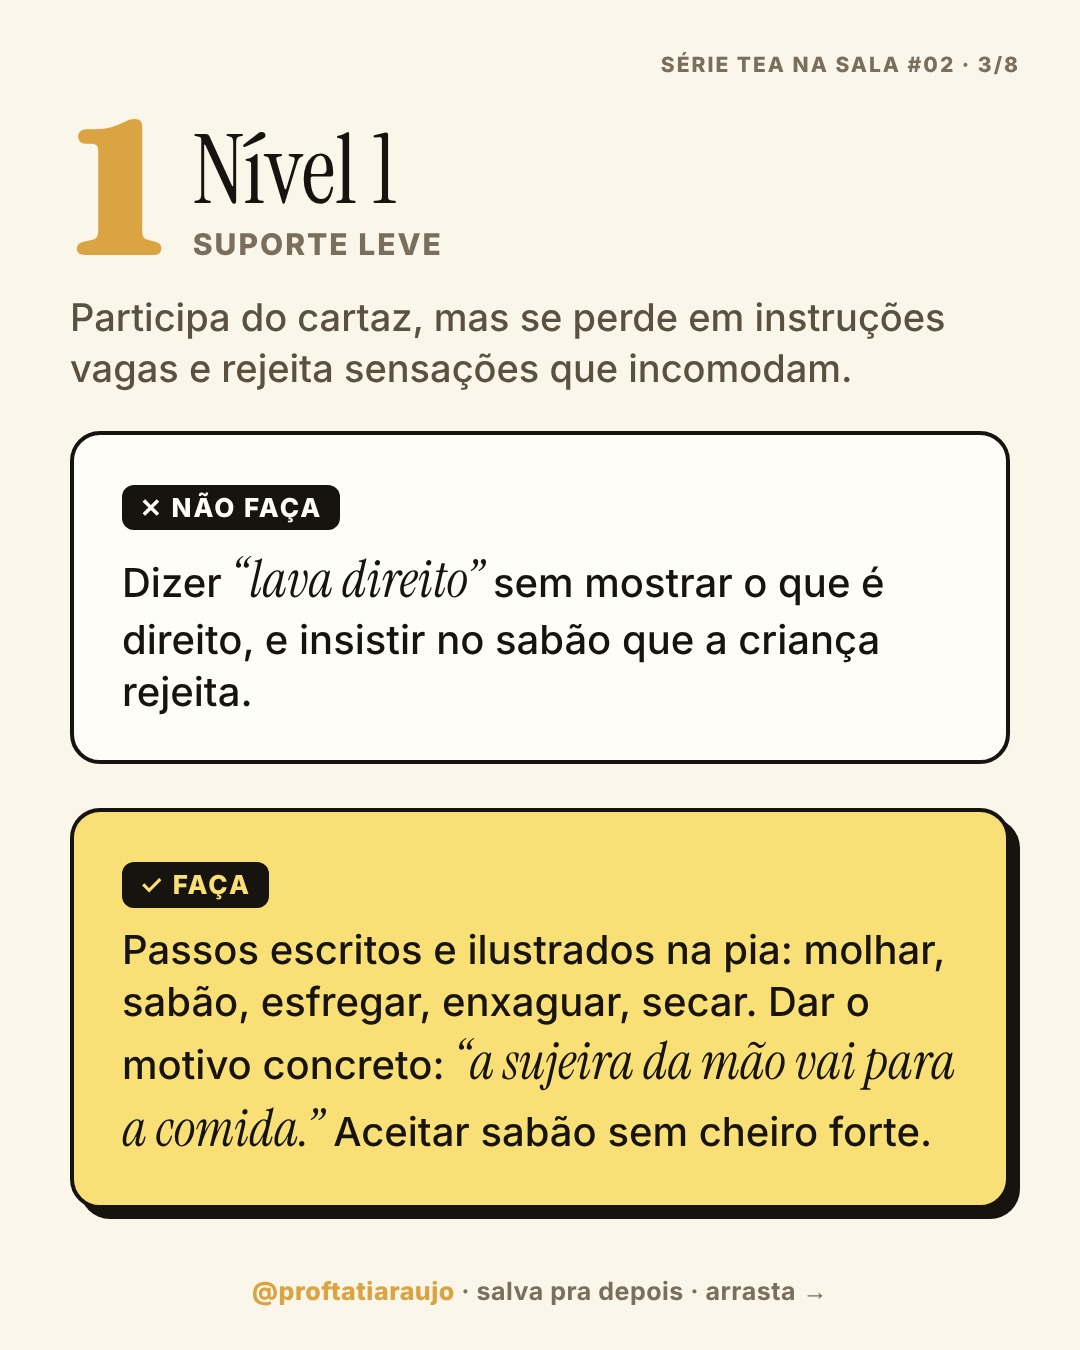 SÉRIE TEA NA SALA #02 · 3/8
1
Nível 1
SUPORTE LEVE
Participa do cartaz, mas se perde em instruções
vagas e rejeita sensações que incomodam.
✕ NÃO FAÇA
Dizer “lava direito” sem mostrar o que é
direito, e insistir no sabão que a criança
rejeita.
✓ FAÇA
Passos escritos e ilustrados na pia: molhar,
sabão, esfregar, enxaguar, secar. Dar o
motivo concreto: “a sujeira da mão vai para
a comida.” Aceitar sabão sem cheiro forte.
@proftatiaraujo · salva pra depois · arrasta →